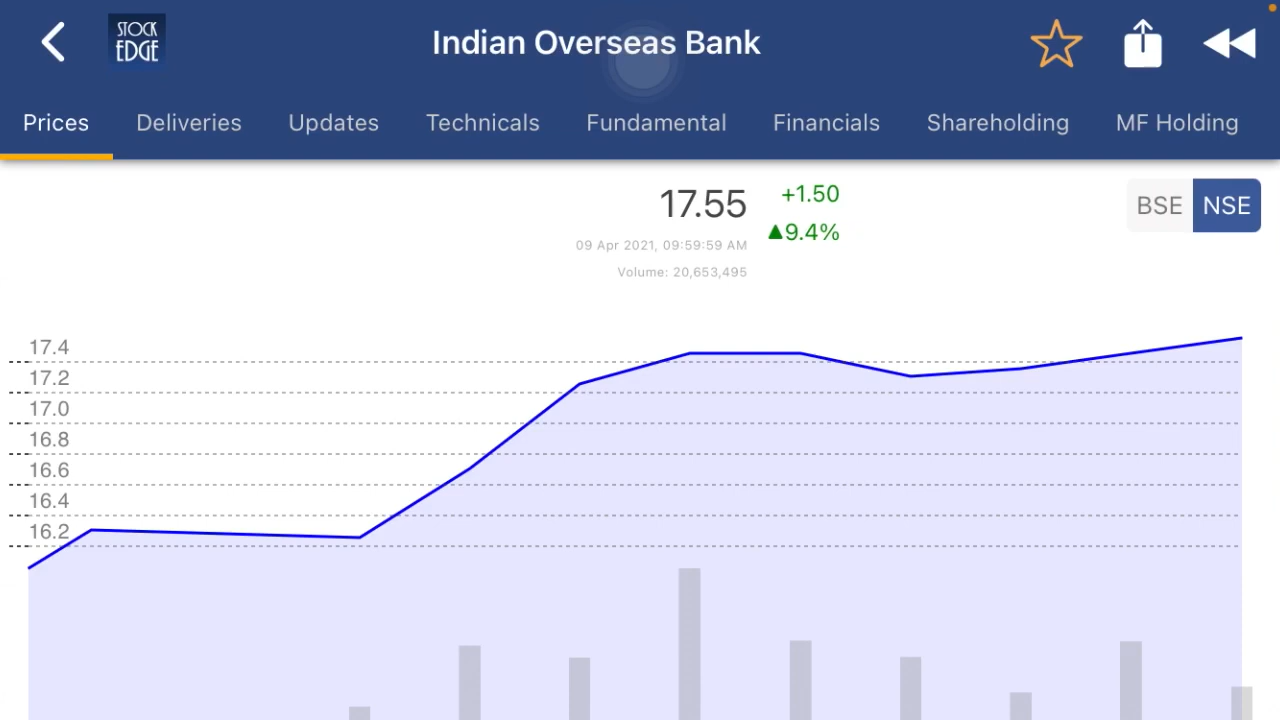 STOCK
EDGE
Indian Overseas Bank
Prices Deliveries Updates Technicals Fundamental Financials Shareholding MF Holding
17.55 +1.50
▲9.4%
09 Apr 2021, 09:59:59 AM
Volume: 20,653,495
BSE NSE
17.4
17.2
17.0
16.8
16.6
16.4
16.2